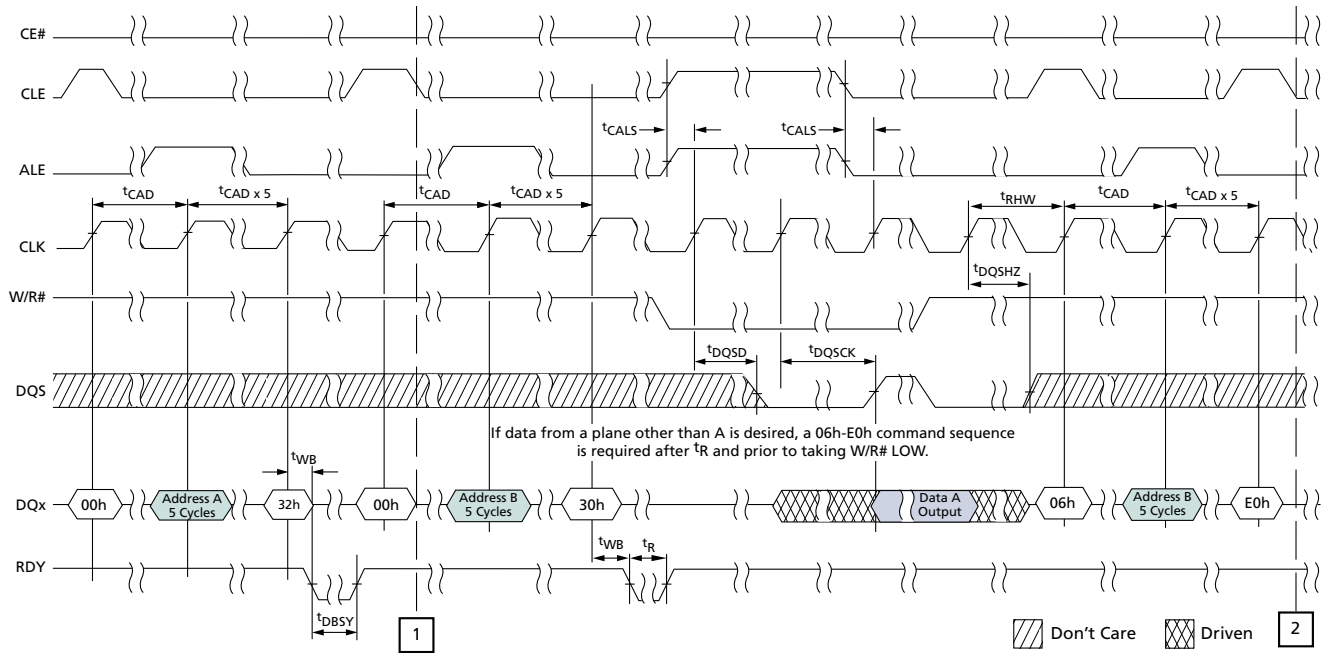 CE#
CLE
tCALS
tCALS
ALE
tCAD
tCAD x 5
tCAD
tCAD x 5
tRHW
tCAD
tCAD x 5
CLK
tDQSHZ
W/R#
tDQSD
tDQSCK
DQS
If data from a plane other than A is desired, a 06h-E0h command sequence
is required after tR and prior to taking W/R# LOW.
tWB
DQx
00h
Address A
5 Cycles
32h
00h
Address B
5 Cycles
30h
Data A
Output
06h
Address B
5 Cycles
E0h
tWB
tR
RDY
tDBSY
1
Don't Care
Driven
2